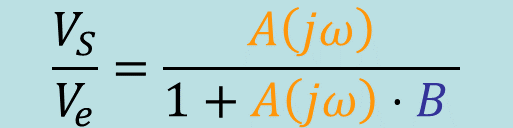 V_S / V_e = A(jω) / (1 + A(jω) · B)